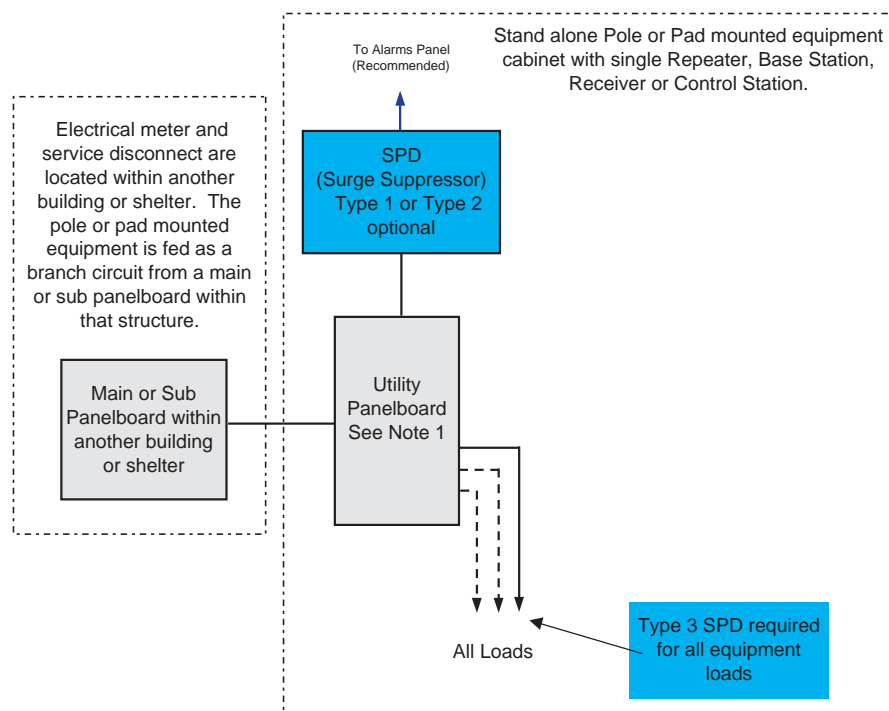 To Alarms Panel
(Recommended)
Stand alone Pole or Pad mounted equipment
cabinet with single Repeater, Base Station,
Receiver or Control Station.
Electrical meter and
service disconnect are
located within another
building or shelter. The
pole or pad mounted
equipment is fed as a
branch circuit from a main
or sub panelboard within
that structure.
SPD
(Surge Suppressor)
Type 1 or Type 2
optional
Main or Sub
Panelboard within
another building
or shelter
Utility
Panelboard
See Note 1
All Loads
Type 3 SPD required
for all equipment
loads